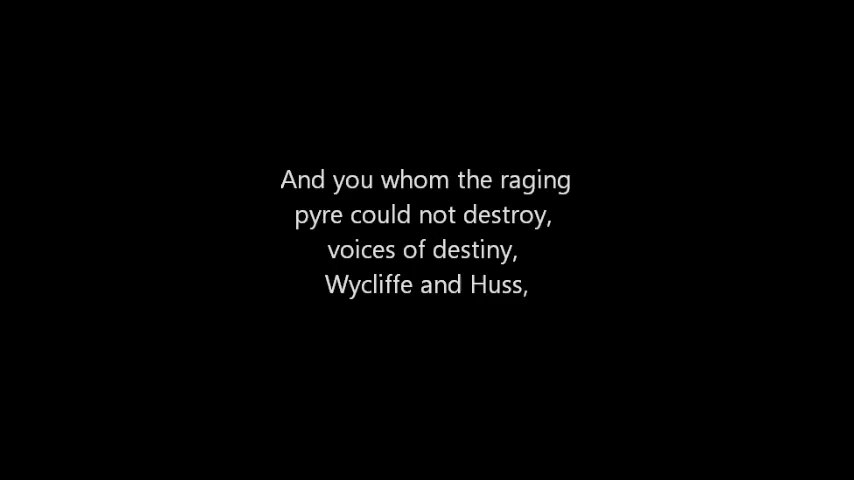 And you whom the raging
pyre could not destroy,
voices of destiny,
Wycliffe and Huss,